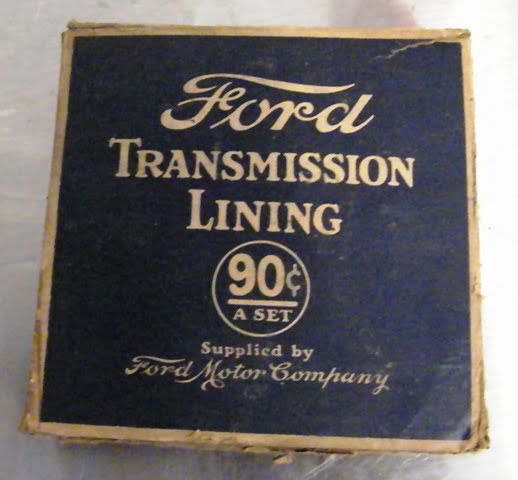 Ford
TRANSMISSION
LINING
90¢
A SET
Supplied by
Ford Motor Company